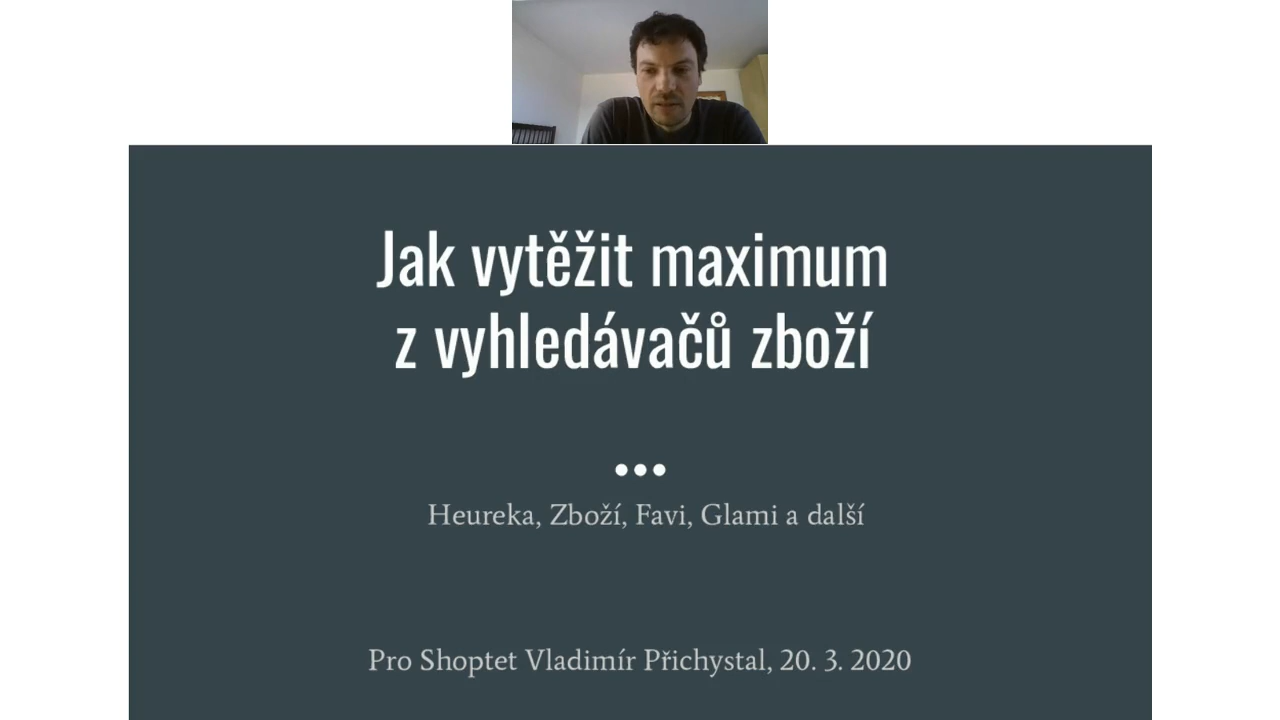 Jak vytěžit maximum
z vyhledávačů zboží
Heureka, Zboží, Favi, Glami a další
Pro Shoptet Vladimír Přichystal, 20. 3. 2020